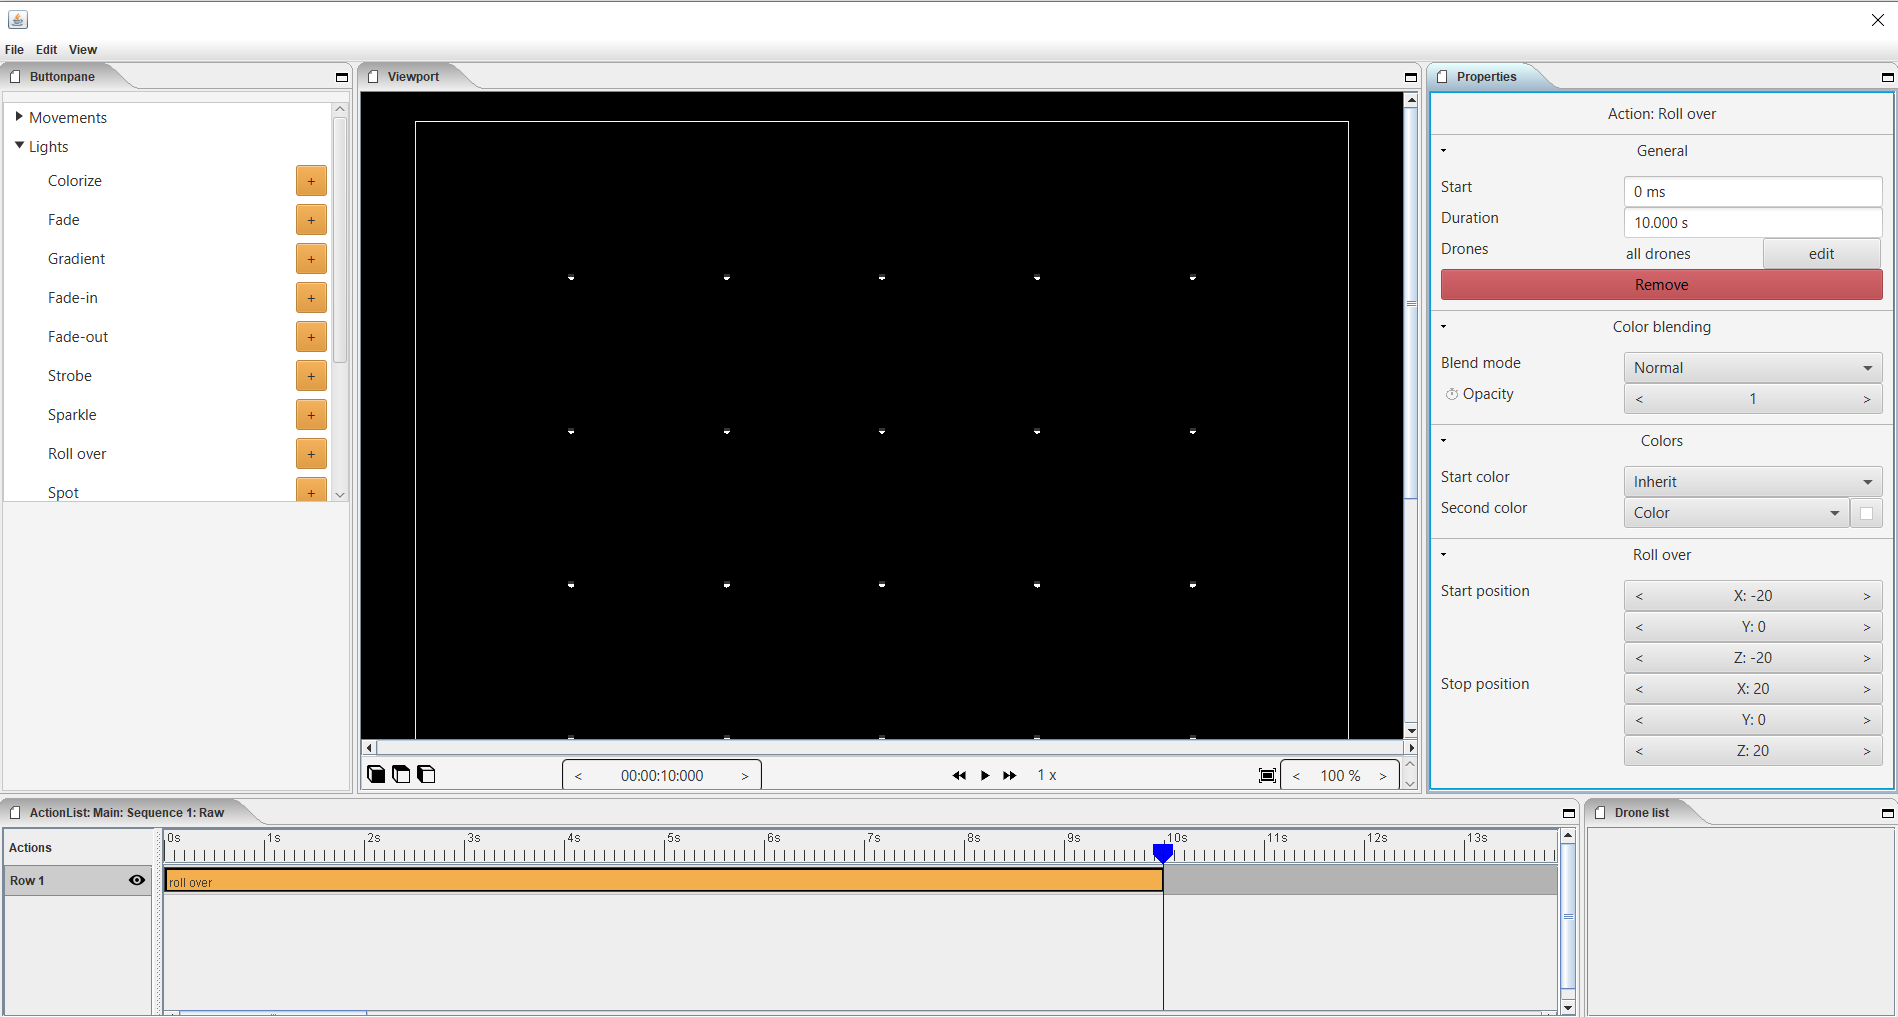 File Edit View
Buttonpane
Movements
Lights
Colorize +
Fade +
Gradient +
Fade-in +
Fade-out +
Strobe +
Sparkle +
Roll over +
Spot +
Viewport
< 00:00:10:000 >
1 x
< 100 % >
Properties
Action: Roll over
General
Start 0 ms
Duration 10.000 s
Drones all drones edit
Remove
Color blending
Blend mode Normal
Opacity < 1 >
Colors
Start color Inherit
Second color Color
Roll over
Start position < X: -20 >
< Y: 0 >
< Z: -20 >
Stop position < X: 20 >
< Y: 0 >
< Z: 20 >
ActionList: Main: Sequence 1: Raw
Actions
0s 1s 2s 3s 4s 5s 6s 7s 8s 9s 10s 11s 12s 13s
Row 1
roll over
Drone list